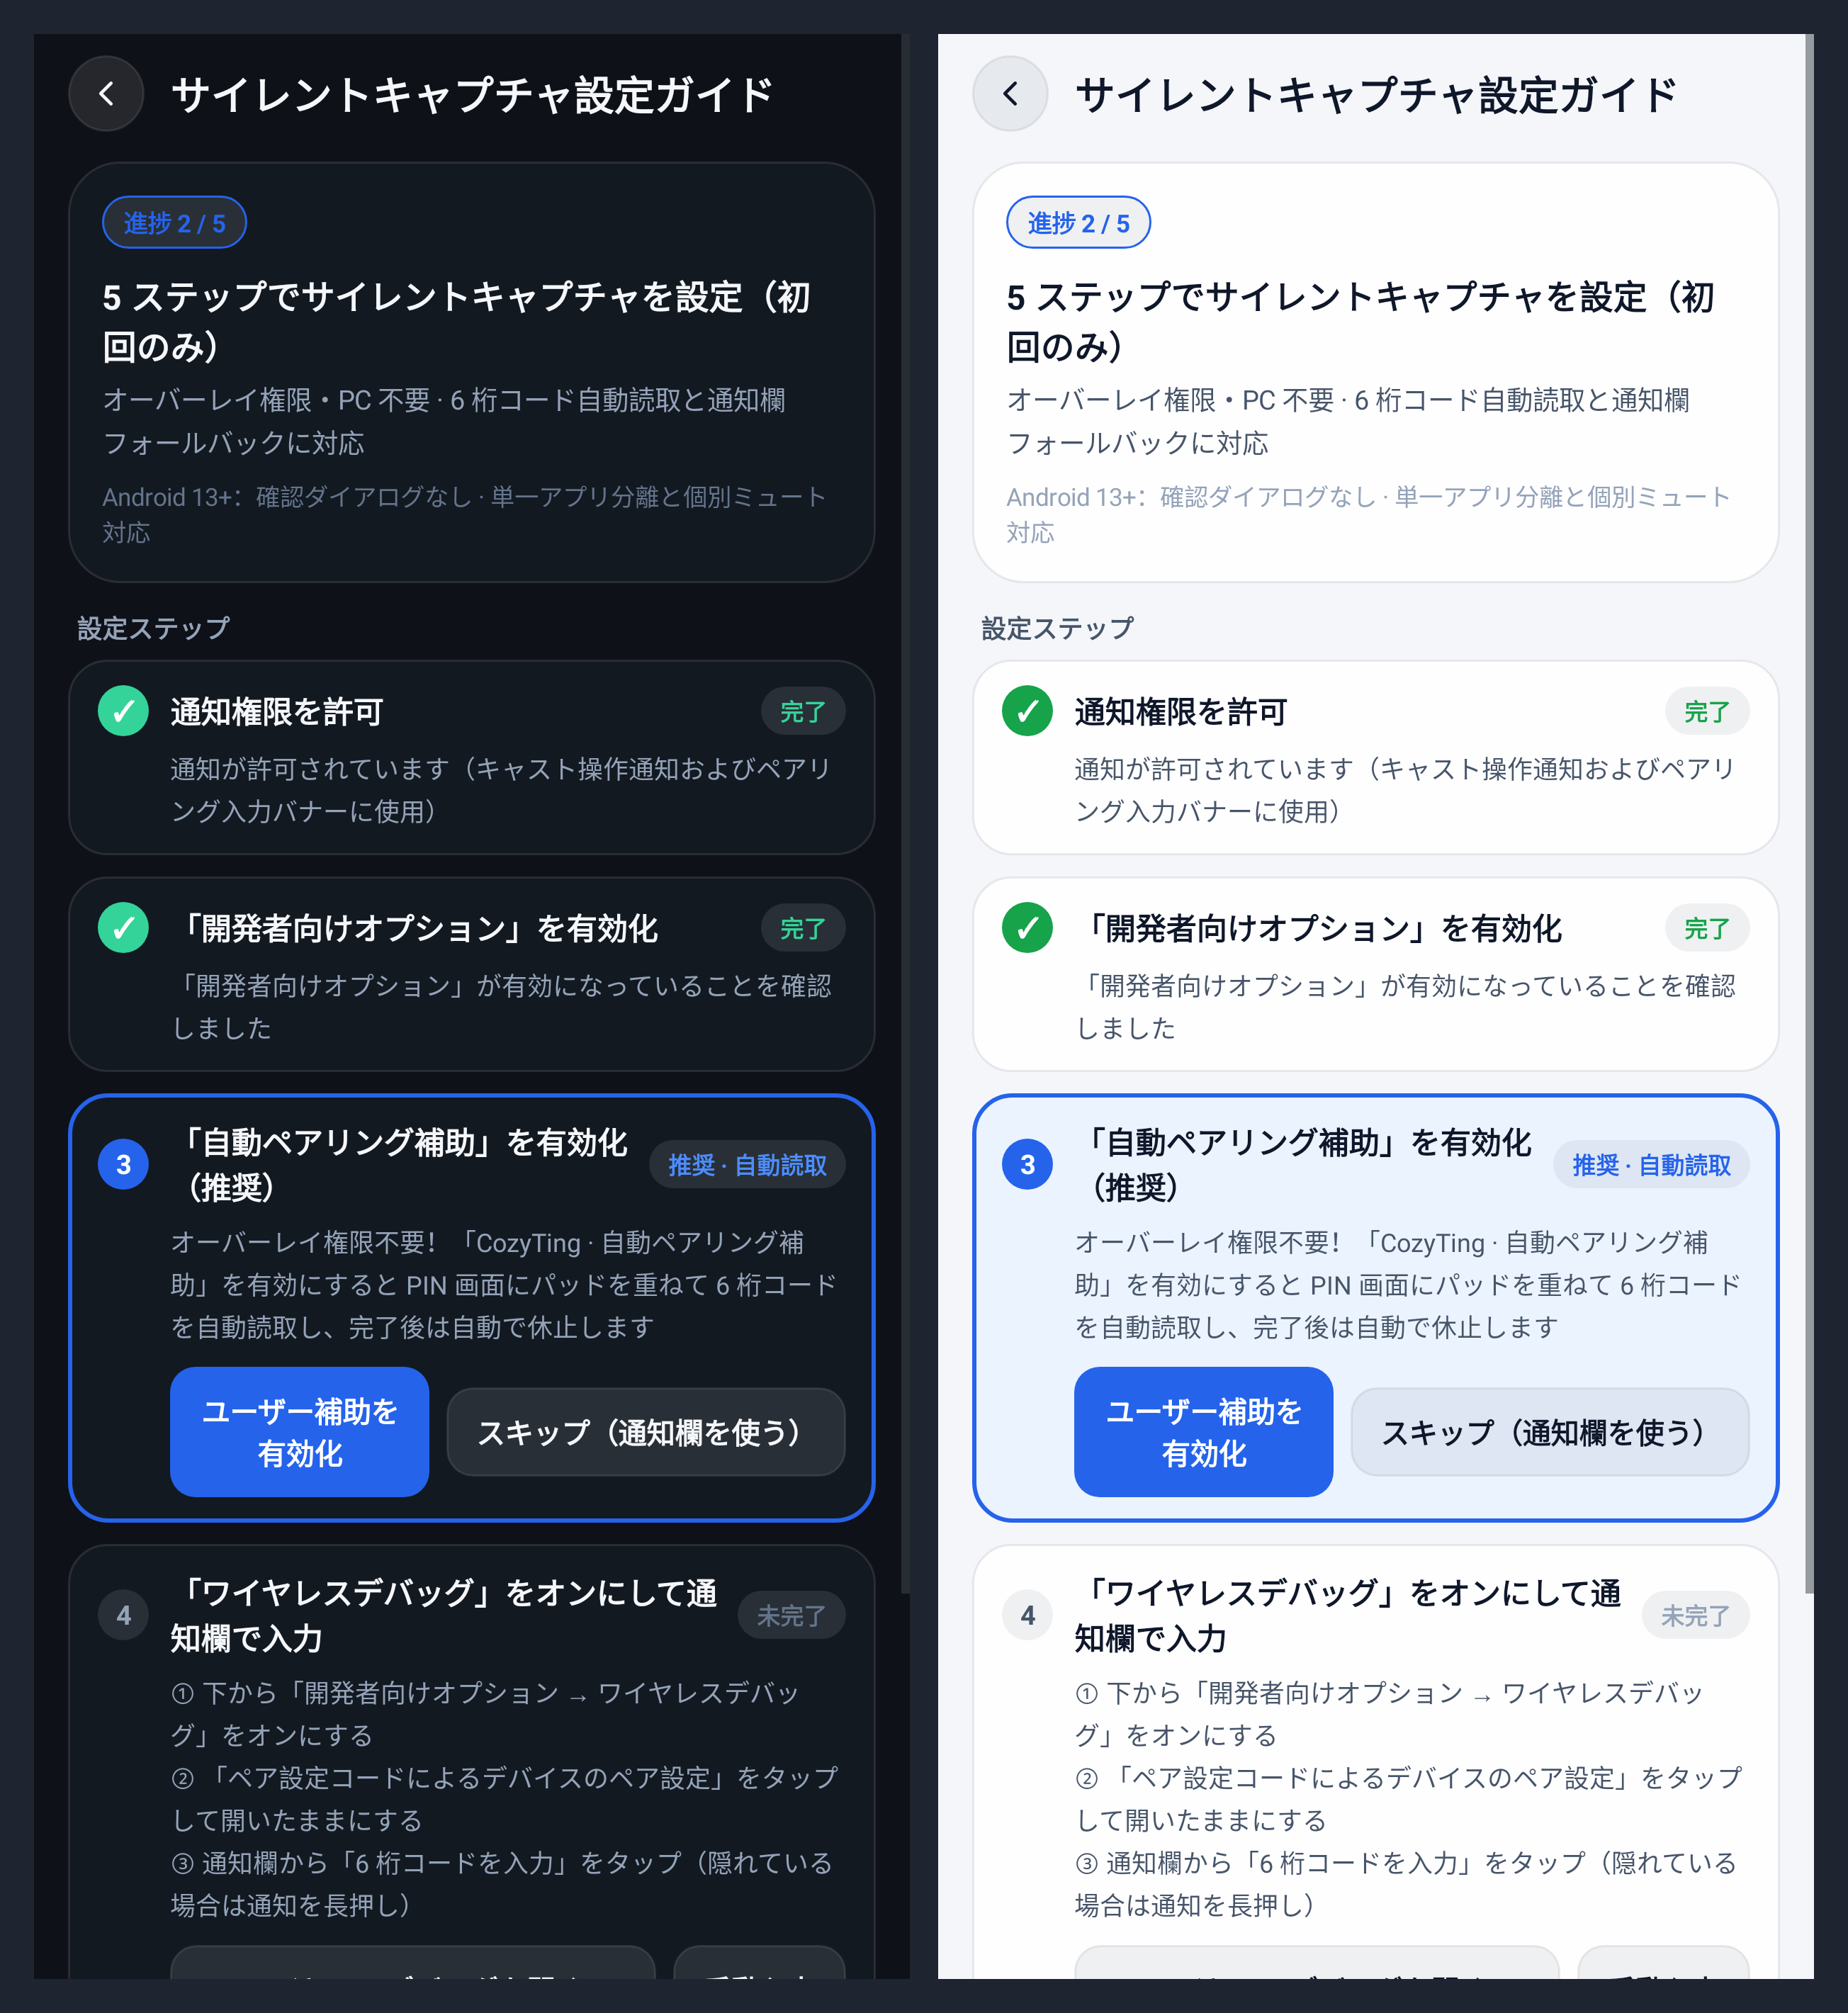 サイレントキャプチャ設定ガイド
進捗 2 / 5
5 ステップでサイレントキャプチャを設定（初
回のみ）
オーバーレイ権限・PC 不要 · 6 桁コード自動読取と通知欄
フォールバックに対応
Android 13+：確認ダイアログなし · 単一アプリ分離と個別ミュート
対応
設定ステップ
✓ 通知権限を許可 完了
通知が許可されています（キャスト操作通知およびペアリ
ング入力バナーに使用）
✓ 「開発者向けオプション」を有効化 完了
「開発者向けオプション」が有効になっていることを確認
しました
3 「自動ペアリング補助」を有効化
（推奨）
推奨 · 自動読取
オーバーレイ権限不要！「CozyTing · 自動ペアリング補
助」を有効にすると PIN 画面にパッドを重ねて 6 桁コード
を自動読取し、完了後は自動で休止します
ユーザー補助を
有効化
スキップ（通知欄を使う）
4 「ワイヤレスデバッグ」をオンにして通
知欄で入力
未完了
① 下から「開発者向けオプション → ワイヤレスデバッ
グ」をオンにする
② 「ペア設定コードによるデバイスのペア設定」をタップ
して開いたままにする
③ 通知欄から「6 桁コードを入力」をタップ（隠れている
場合は通知を長押し）
サイレントキャプチャ設定ガイド
進捗 2 / 5
5 ステップでサイレントキャプチャを設定（初
回のみ）
オーバーレイ権限・PC 不要 · 6 桁コード自動読取と通知欄
フォールバックに対応
Android 13+：確認ダイアログなし · 単一アプリ分離と個別ミュート
対応
設定ステップ
✓ 通知権限を許可 完了
通知が許可されています（キャスト操作通知およびペアリ
ング入力バナーに使用）
✓ 「開発者向けオプション」を有効化 完了
「開発者向けオプション」が有効になっていることを確認
しました
3 「自動ペアリング補助」を有効化
（推奨）
推奨 · 自動読取
オーバーレイ権限不要！「CozyTing · 自動ペアリング補
助」を有効にすると PIN 画面にパッドを重ねて 6 桁コード
を自動読取し、完了後は自動で休止します
ユーザー補助を
有効化
スキップ（通知欄を使う）
4 「ワイヤレスデバッグ」をオンにして通
知欄で入力
未完了
① 下から「開発者向けオプション → ワイヤレスデバッ
グ」をオンにする
② 「ペア設定コードによるデバイスのペア設定」をタップ
して開いたままにする
③ 通知欄から「6 桁コードを入力」をタップ（隠れている
場合は通知を長押し）